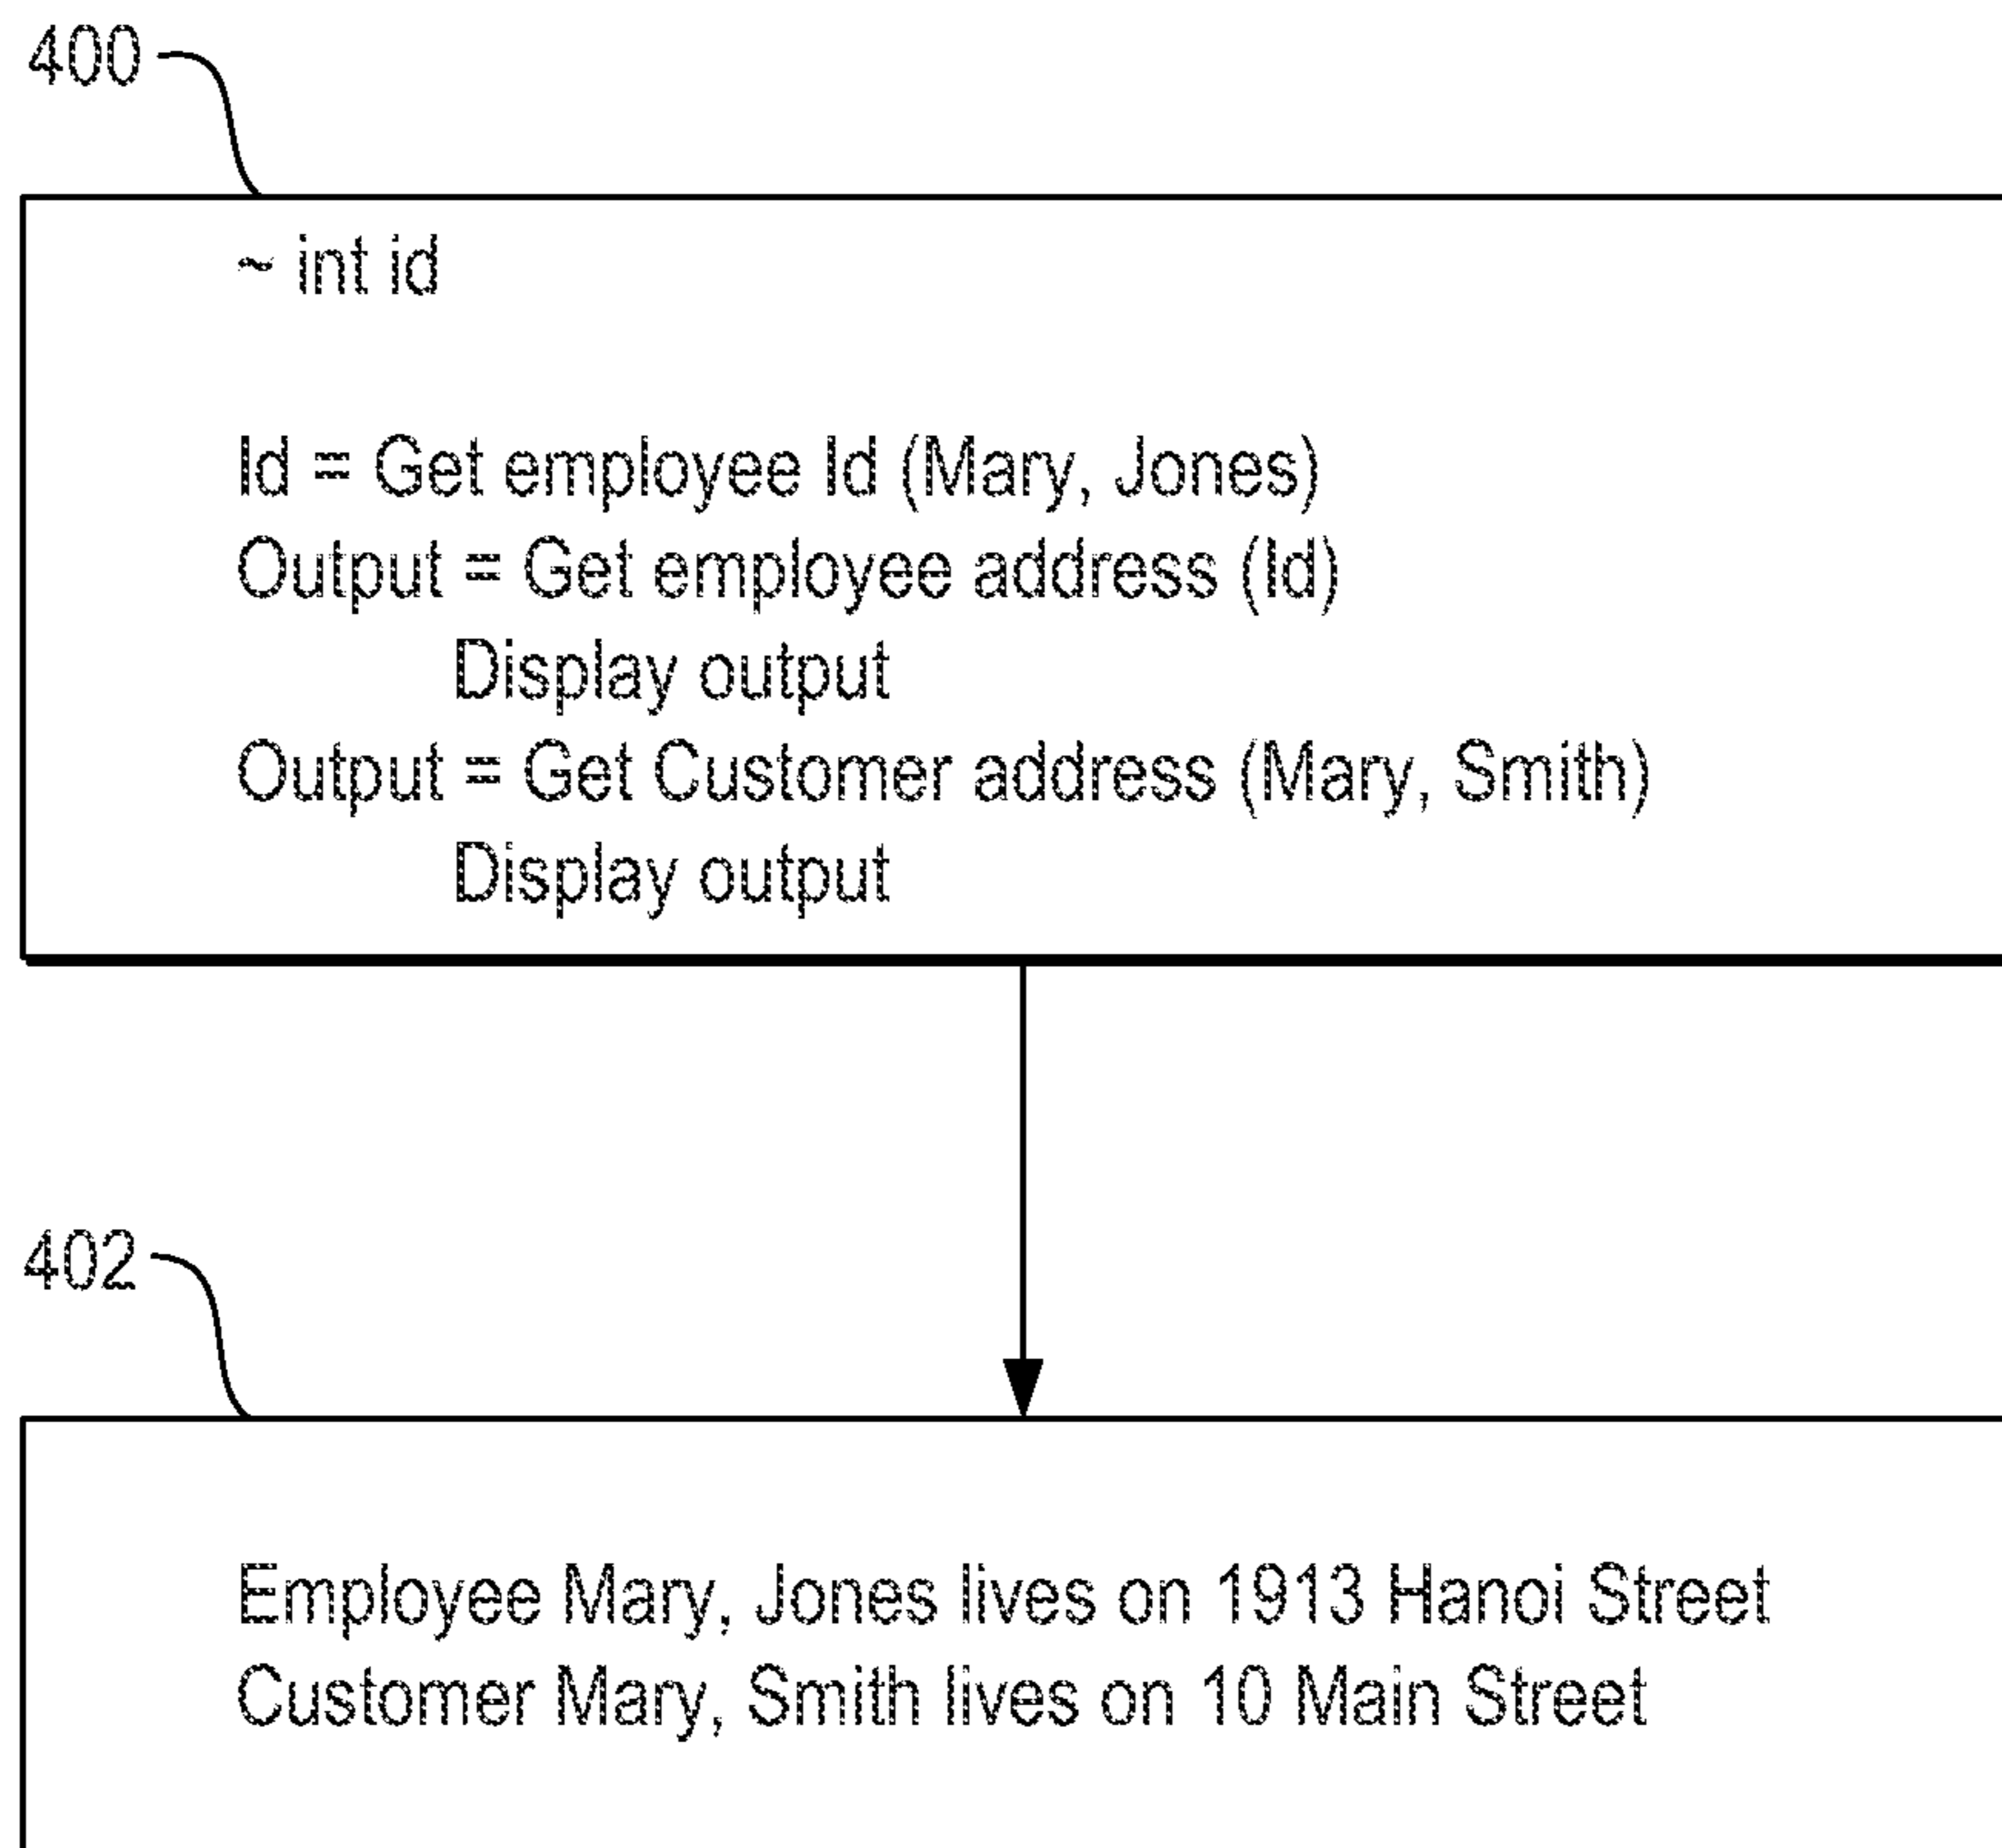 400
~ int id
Id = Get employee Id (Mary, Jones)
Output = Get employee address (Id)
Display output
Output = Get Customer address (Mary, Smith)
Display output
402
Employee Mary, Jones lives on 1913 Hanoi Street
Customer Mary, Smith lives on 10 Main Street